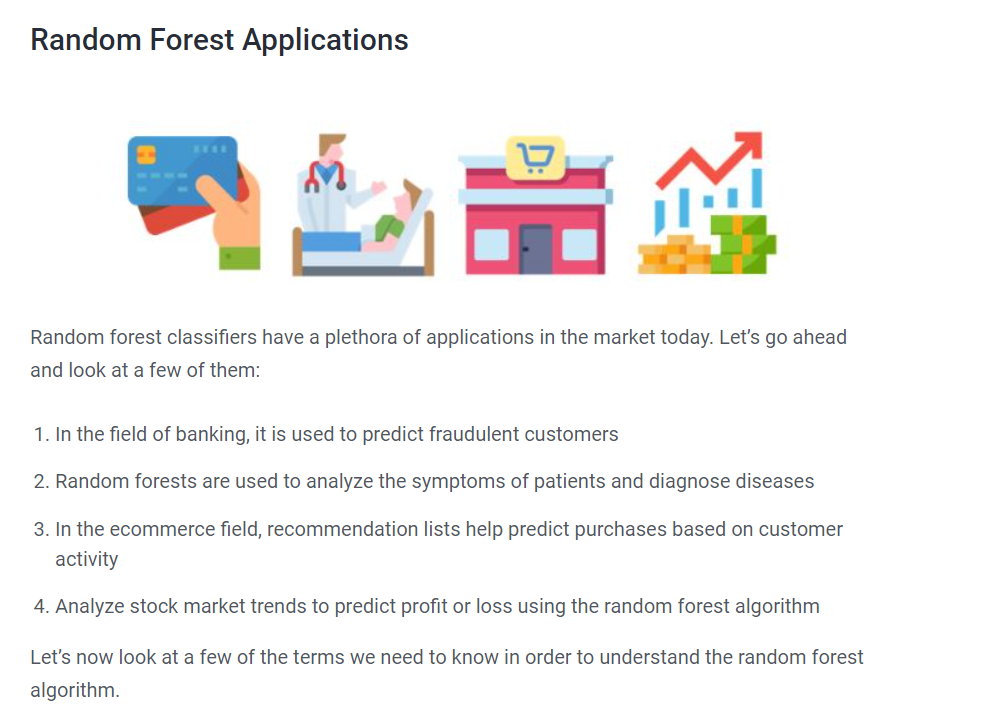 Random Forest Applications
Random forest classifiers have a plethora of applications in the market today. Let’s go ahead
and look at a few of them:
1. In the field of banking, it is used to predict fraudulent customers
2. Random forests are used to analyze the symptoms of patients and diagnose diseases
3. In the ecommerce field, recommendation lists help predict purchases based on customer
activity
4. Analyze stock market trends to predict profit or loss using the random forest algorithm
Let’s now look at a few of the terms we need to know in order to understand the random forest
algorithm.